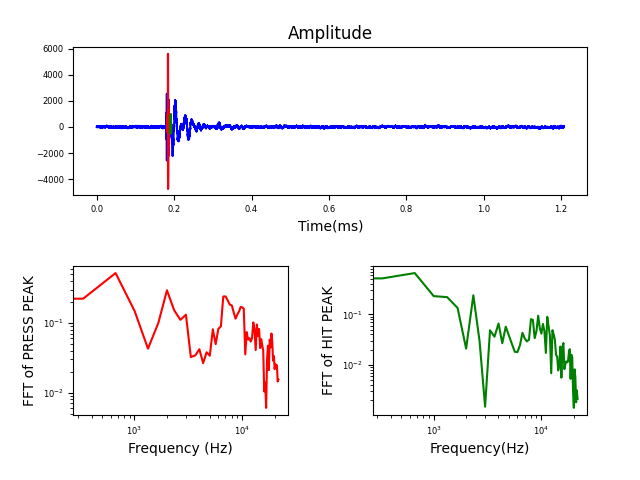 Amplitude
6000
4000
2000
0
−2000
−4000
0.0 0.2 0.4 0.6 0.8 1.0 1.2
Time(ms)
FFT of PRESS PEAK
10⁻¹
10⁻²
10³ 10⁴
Frequency (Hz)
FFT of HIT PEAK
10⁻¹
10⁻²
10³ 10⁴
Frequency(Hz)